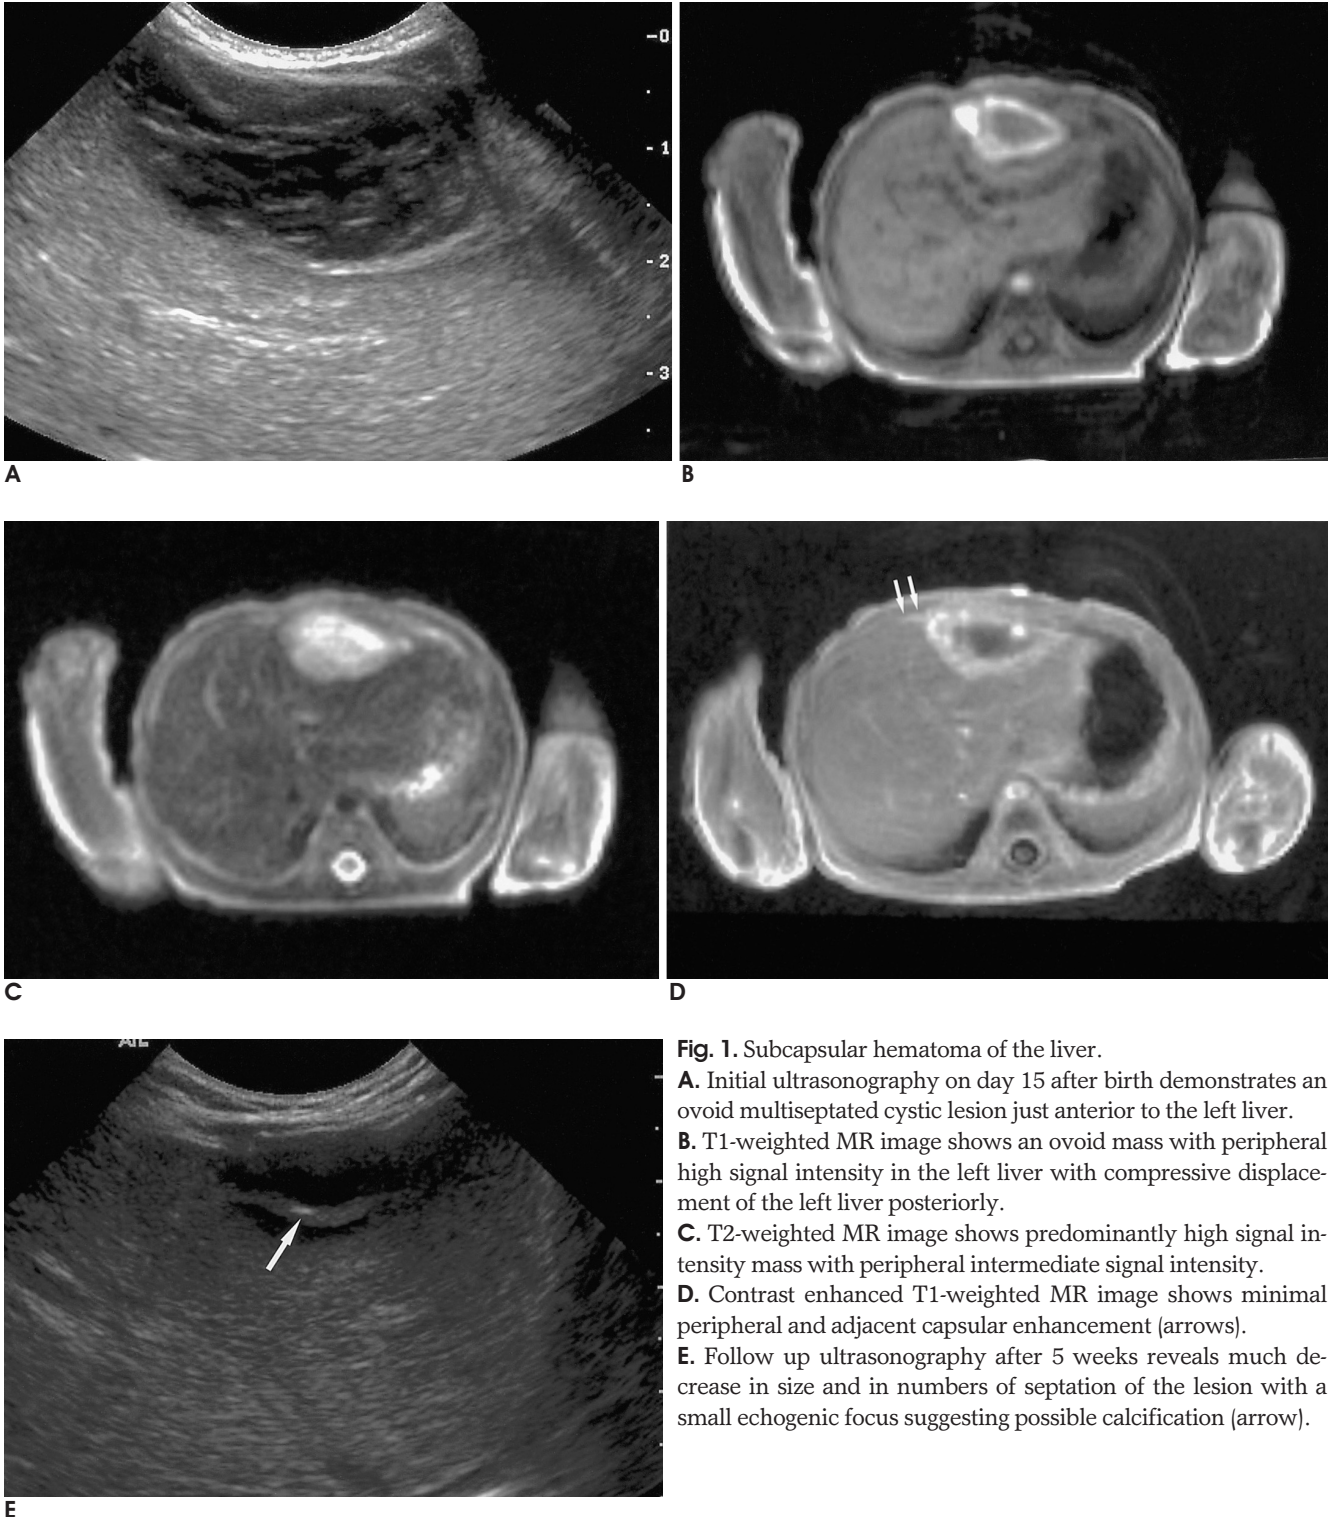 -0
- 1
- 2
- 3
A
B
C
D
E
Fig. 1. Subcapsular hematoma of the liver.
A. Initial ultrasonography on day 15 after birth demonstrates an
ovoid multiseptated cystic lesion just anterior to the left liver.
B. T1-weighted MR image shows an ovoid mass with peripheral
high signal intensity in the left liver with compressive displace-
ment of the left liver posteriorly.
C. T2-weighted MR image shows predominantly high signal in-
tensity mass with peripheral intermediate signal intensity.
D. Contrast enhanced T1-weighted MR image shows minimal
peripheral and adjacent capsular enhancement (arrows).
E. Follow up ultrasonography after 5 weeks reveals much de-
crease in size and in numbers of septation of the lesion with a
small echogenic focus suggesting possible calcification (arrow).